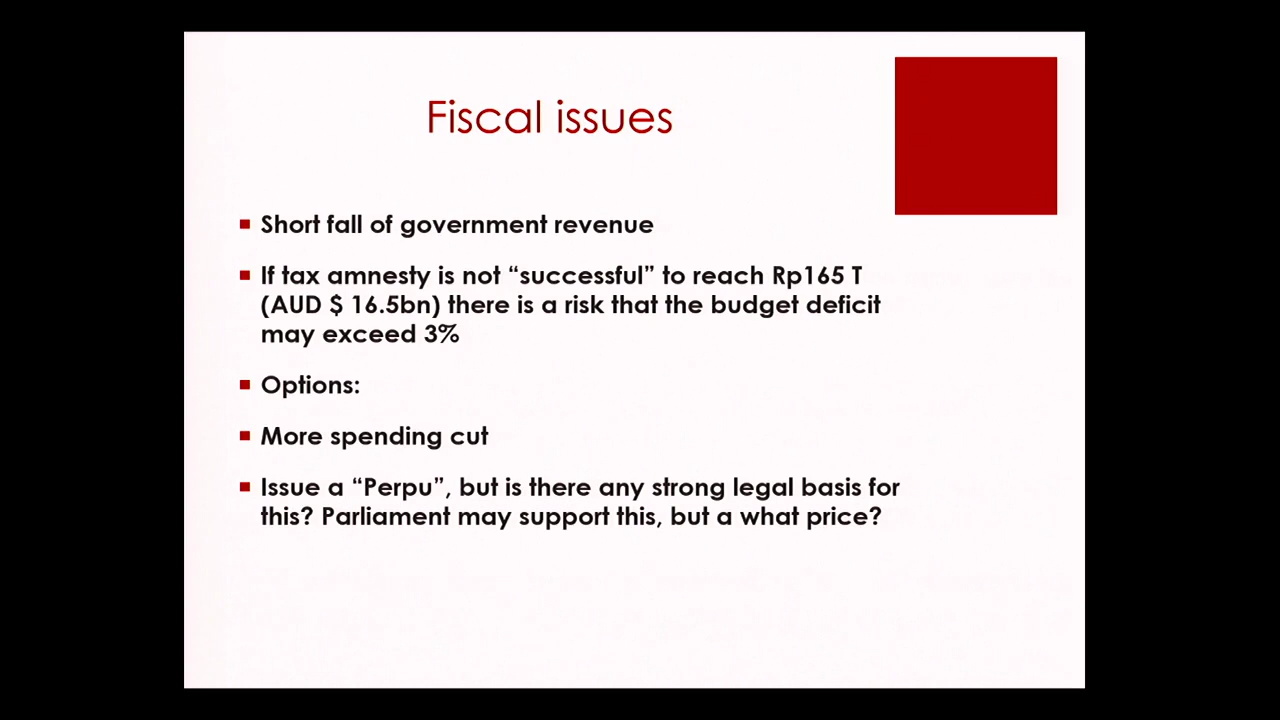 Fiscal issues
Short fall of government revenue
If tax amnesty is not “successful” to reach Rp165 T
(AUD $ 16.5bn) there is a risk that the budget deficit
may exceed 3%
Options:
More spending cut
Issue a “Perpu”, but is there any strong legal basis for
this? Parliament may support this, but a what price?